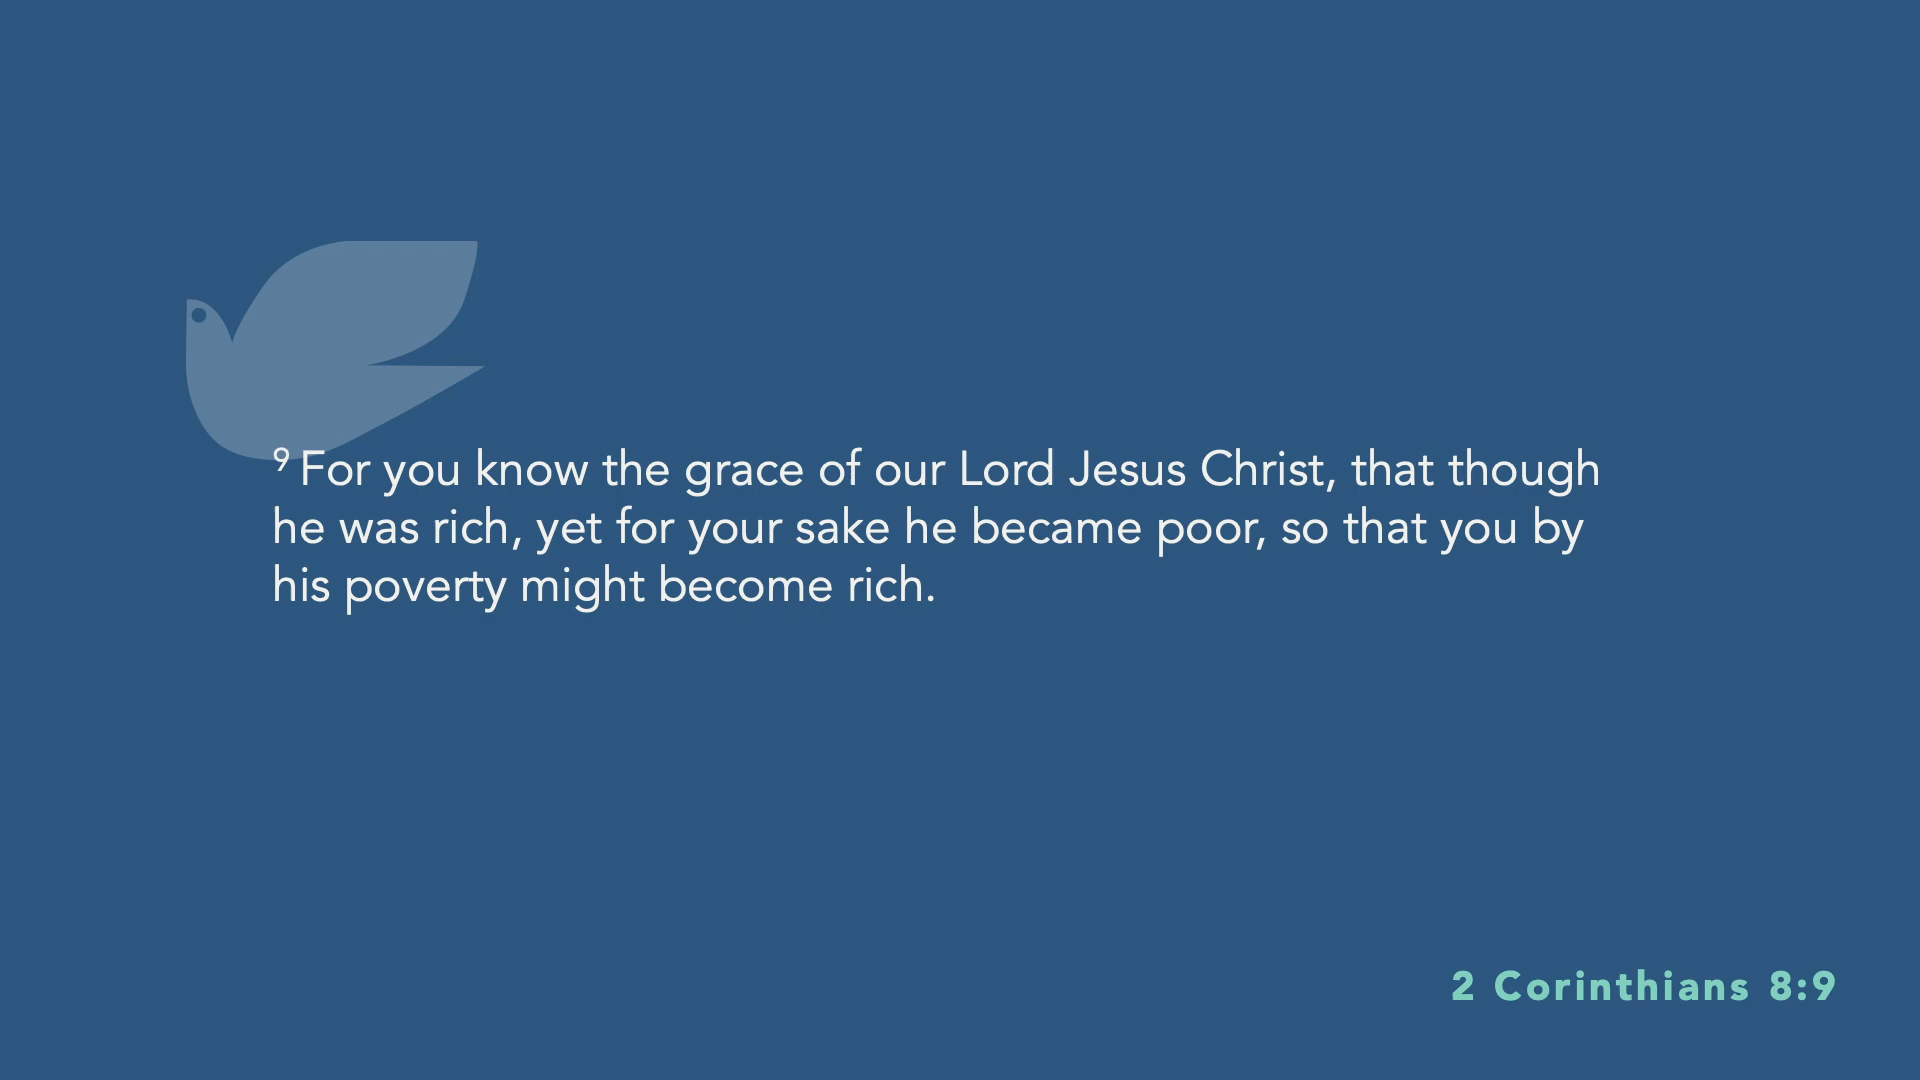 ⁹ For you know the grace of our Lord Jesus Christ, that though
he was rich, yet for your sake he became poor, so that you by
his poverty might become rich.
2 Corinthians 8:9